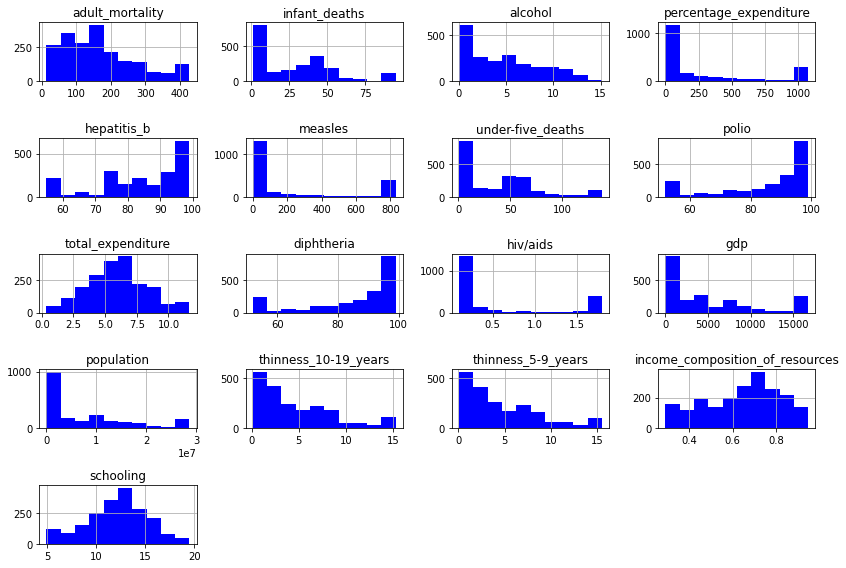 adult_mortality
infant_deaths
alcohol
percentage_expenditure
250
0
0 100 200 300 400
500
0
0 25 50 75
500
0
0 5 10 15
1000
0
0 250 500 750 1000
hepatitis_b
measles
under-five_deaths
polio
500
0
60 70 80 90 100
1000
0
0 200 400 600 800
500
0
0 50 100
500
0
60 80 100
total_expenditure
diphtheria
hiv/aids
gdp
250
0
0.0 2.5 5.0 7.5 10.0
500
0
60 80 100
1000
0
0.5 1.0 1.5
500
0
0 5000 10000 15000
population
thinness_10-19_years
thinness_5-9_years
income_composition_of_resources
1000
500
0
0 1 2 3
1e7
500
0
0 5 10 15
500
0
0 5 10 15
200
0
0.4 0.6 0.8
schooling
250
0
5 10 15 20